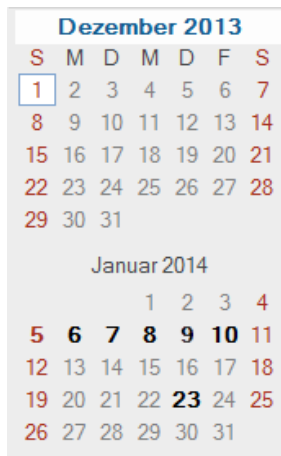 Dezember 2013
S M D M D F S
1 2 3 4 5 6 7
8 9 10 11 12 13 14
15 16 17 18 19 20 21
22 23 24 25 26 27 28
29 30 31
Januar 2014
1 2 3 4
5 6 7 8 9 10 11
12 13 14 15 16 17 18
19 20 21 22 23 24 25
26 27 28 29 30 31